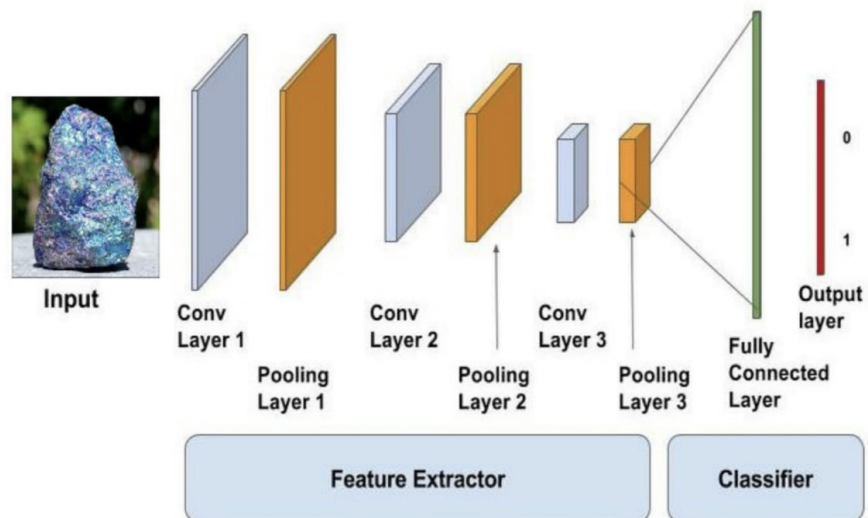 Input
Conv
Layer 1
Pooling
Layer 1
Conv
Layer 2
Pooling
Layer 2
Conv
Layer 3
Pooling
Layer 3
Fully
Connected
Layer
0
1
Output
layer
Feature Extractor
Classifier